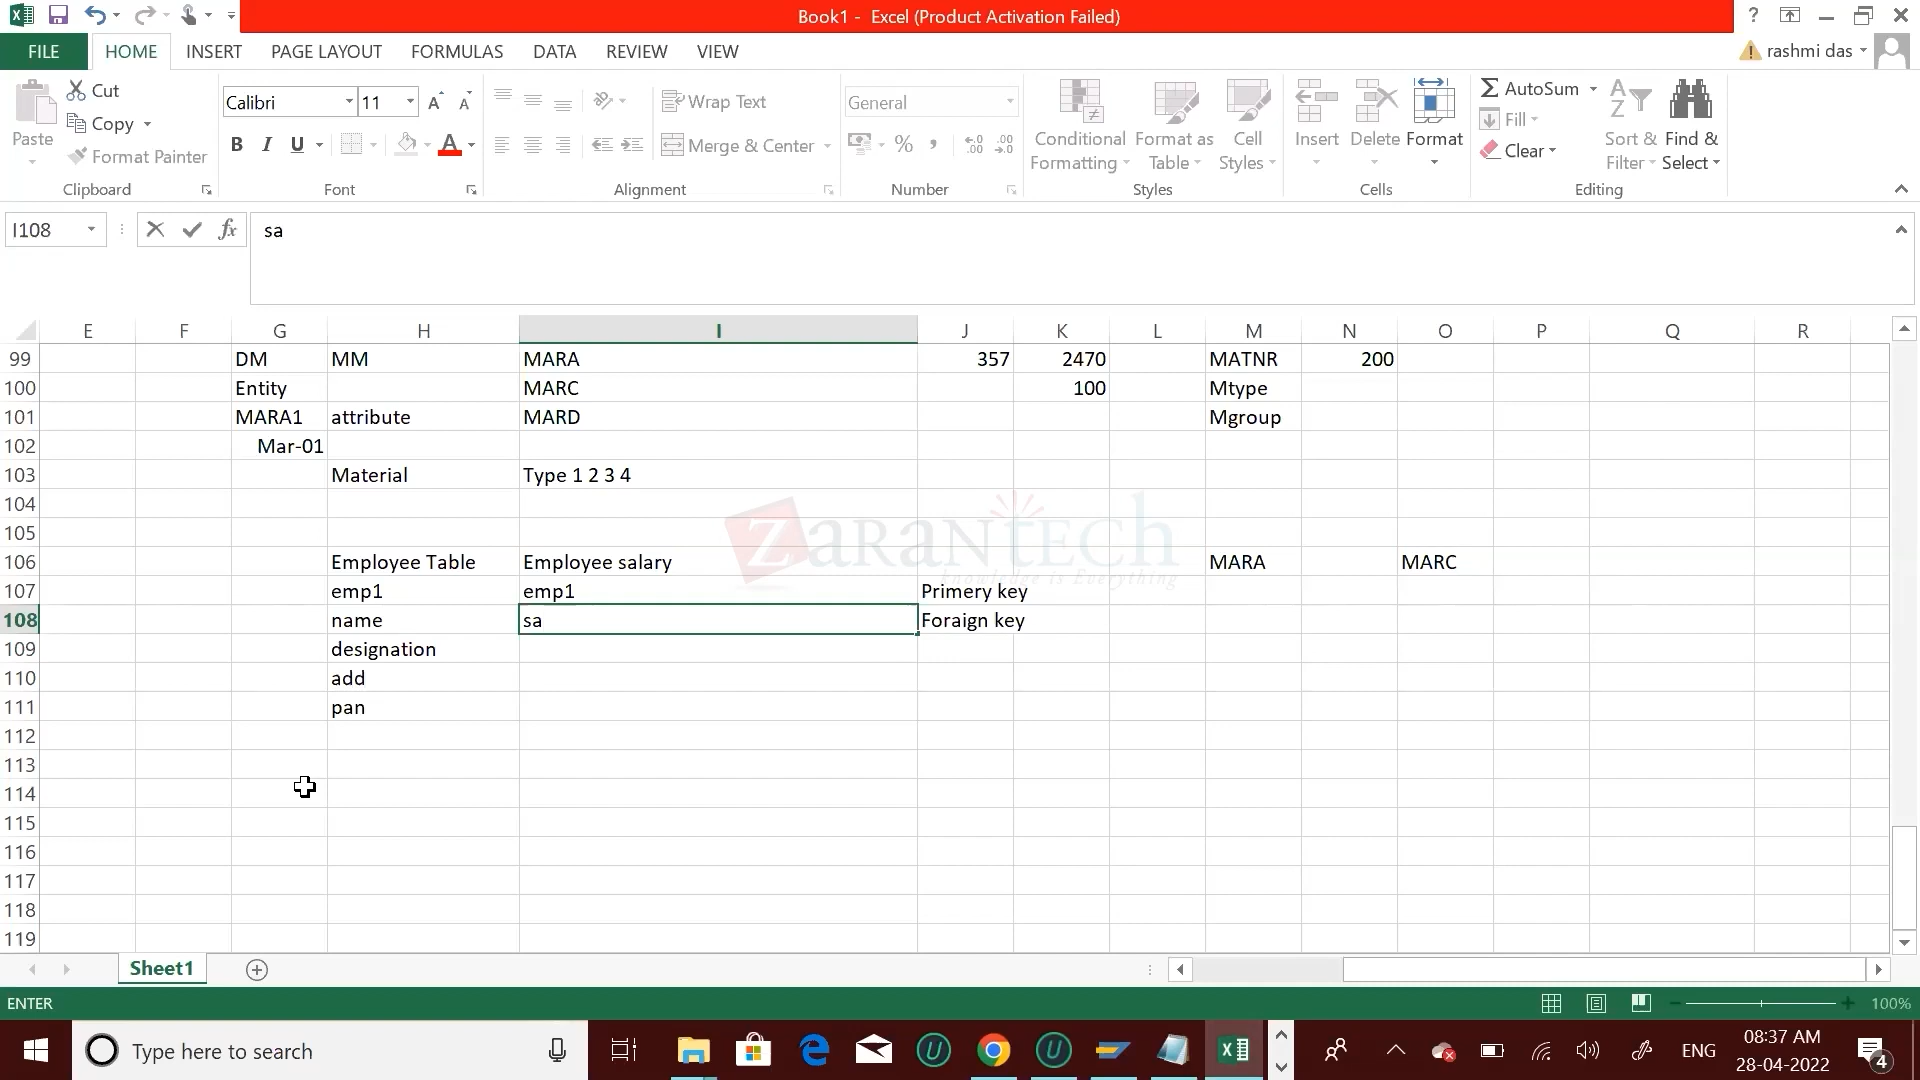 Book1 - Excel (Product Activation Failed)
?
FILE HOME INSERT PAGE LAYOUT FORMULAS DATA REVIEW VIEW
rashmi das
Cut
Copy
Format Painter
Paste
Clipboard
Calibri 11
B I U A
Font
Wrap Text
Merge & Center
Alignment
General
% ,
Number
Conditional Formatting
Format as Table
Cell Styles
Styles
Insert Delete Format
Cells
AutoSum
Fill
Clear
Sort & Filter
Find & Select
Editing
I108 fx sa
E F G H I J K L M N O P Q R
99 DM MM MARA 357 2470 MATNR 200
100 Entity MARC 100 Mtype
101 MARA1 attribute MARD Mgroup
102 Mar-01
103 Material Type 1 2 3 4
104
105
106 Employee Table Employee salary MARA MARC
107 emp1 emp1 Primery key
108 name sa Foraign key
109 designation
110 add
111 pan
112
113
114
115
116
117
118
119
ZaranTech
knowledge is Everything
Sheet1
ENTER
100%
Type here to search
ENG
08:37 AM
28-04-2022
4